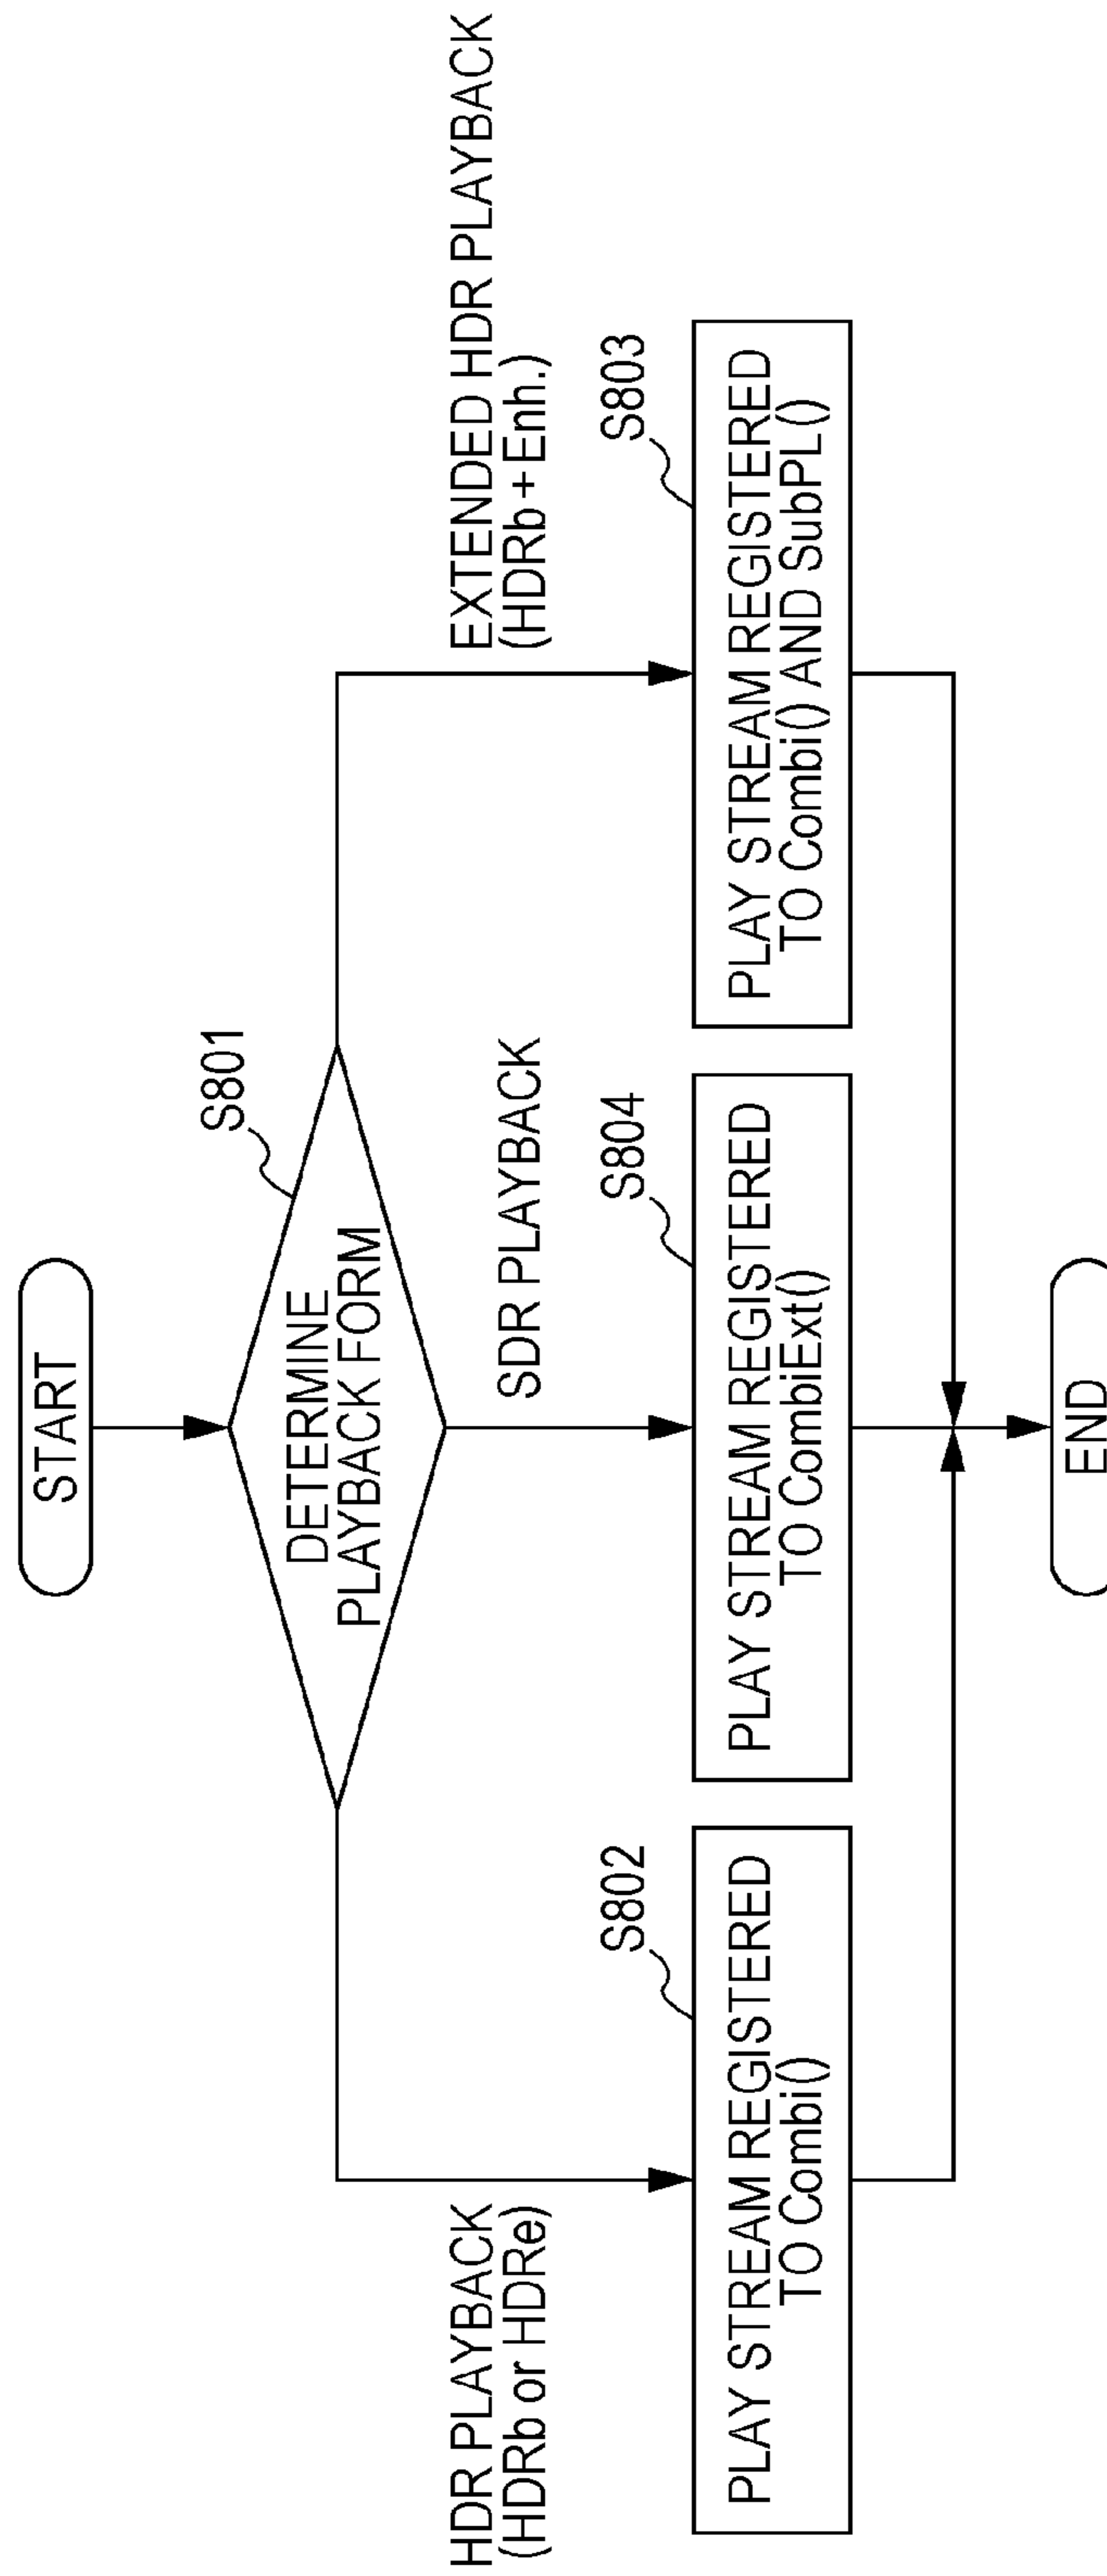 START
S801
DETERMINE
PLAYBACK FORM
HDR PLAYBACK
(HDRb or HDRe)
SDR PLAYBACK
EXTENDED HDR PLAYBACK
(HDRb+Enh.)
S802
PLAY STREAM REGISTERED
TO Combi()
S804
PLAY STREAM REGISTERED
TO CombiExt()
S803
PLAY STREAM REGISTERED
TO Combi() AND SubPL()
END